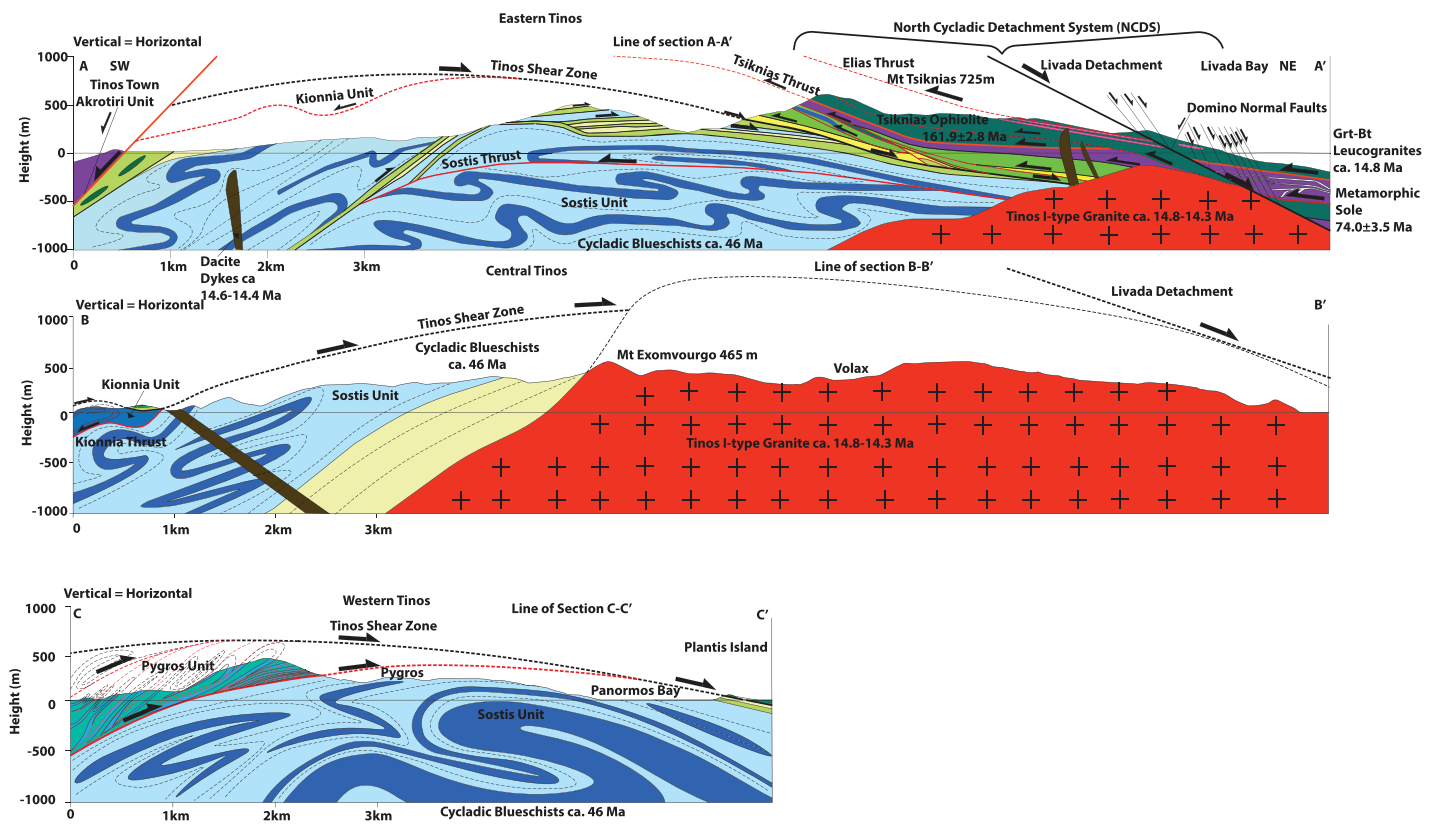 Eastern Tinos
North Cycladic Detachment System (NCDS)
Vertical = Horizontal
Line of section A-A’
1000
A SW
Tinos Town
Akrotiri Unit
Kionnia Unit
Tinos Shear Zone
Tsiknias Thrust
Elias Thrust
Mt Tsiknias 725m
Livada Detachment
Livada Bay NE A’
Domino Normal Faults
500
Tsiknias Ophiolite
161.9±2.8 Ma
Grt-Bt
Leucogranites
ca. 14.8 Ma
Height (m)
0
Sostis Thrust
Metamorphic
Sole
74.0±3.5 Ma
-500
Sostis Unit
Tinos I-type Granite ca. 14.8-14.3 Ma
-1000
Cycladic Blueschists ca. 46 Ma
0 1km 2km 3km
Dacite
Dykes ca
14.6-14.4 Ma
Central Tinos
Line of section B-B’
Vertical = Horizontal
1000
B
Tinos Shear Zone
Livada Detachment
B’
Cycladic Blueschists
ca. 46 Ma
Mt Exomvourgo 465 m
Volax
500
Kionnia Unit
Sostis Unit
Height (m)
0
Kionnia Thrust
Tinos I-type Granite ca. 14.8-14.3 Ma
-500
-1000
0 1km 2km 3km
Vertical = Horizontal
Western Tinos
Line of Section C-C’
1000
C
C’
Tinos Shear Zone
Plantis Island
500
Pygros Unit
Pygros
Panormos Bay
Height (m)
0
Sostis Unit
-500
-1000
Cycladic Blueschists ca. 46 Ma
0 1km 2km 3km